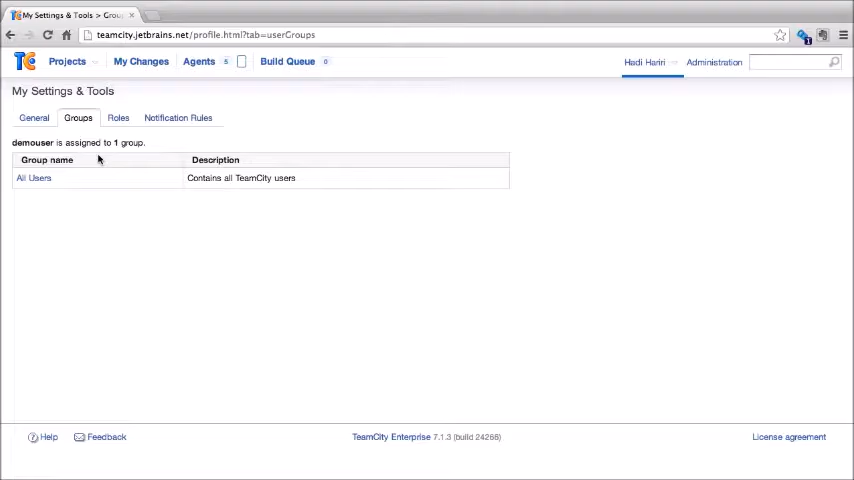 My Settings & Tools > Grou
teamcity.jetbrains.net/profile.html?tab=userGroups
1
TC Projects My Changes Agents 5 Build Queue 0 Hadi Hariri Administration
My Settings & Tools
General Groups Roles Notification Rules
demouser is assigned to 1 group.
Group name Description
All Users Contains all TeamCity users
Help Feedback TeamCity Enterprise 7.1.3 (build 24266) License agreement